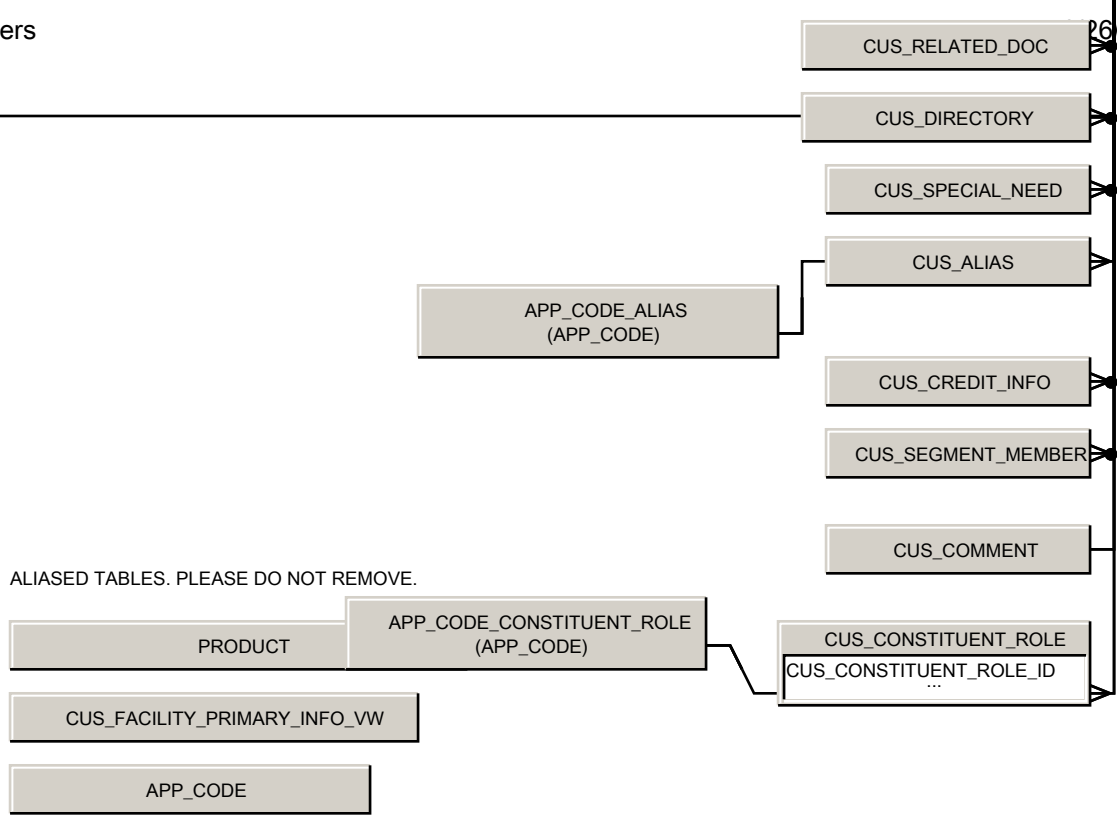 ers
26
CUS_RELATED_DOC
CUS_DIRECTORY
CUS_SPECIAL_NEED
CUS_ALIAS
APP_CODE_ALIAS
(APP_CODE)
CUS_CREDIT_INFO
CUS_SEGMENT_MEMBER
CUS_COMMENT
ALIASED TABLES. PLEASE DO NOT REMOVE.
PRODUCT
APP_CODE_CONSTITUENT_ROLE
(APP_CODE)
CUS_CONSTITUENT_ROLE
CUS_CONSTITUENT_ROLE_ID
...
CUS_FACILITY_PRIMARY_INFO_VW
APP_CODE